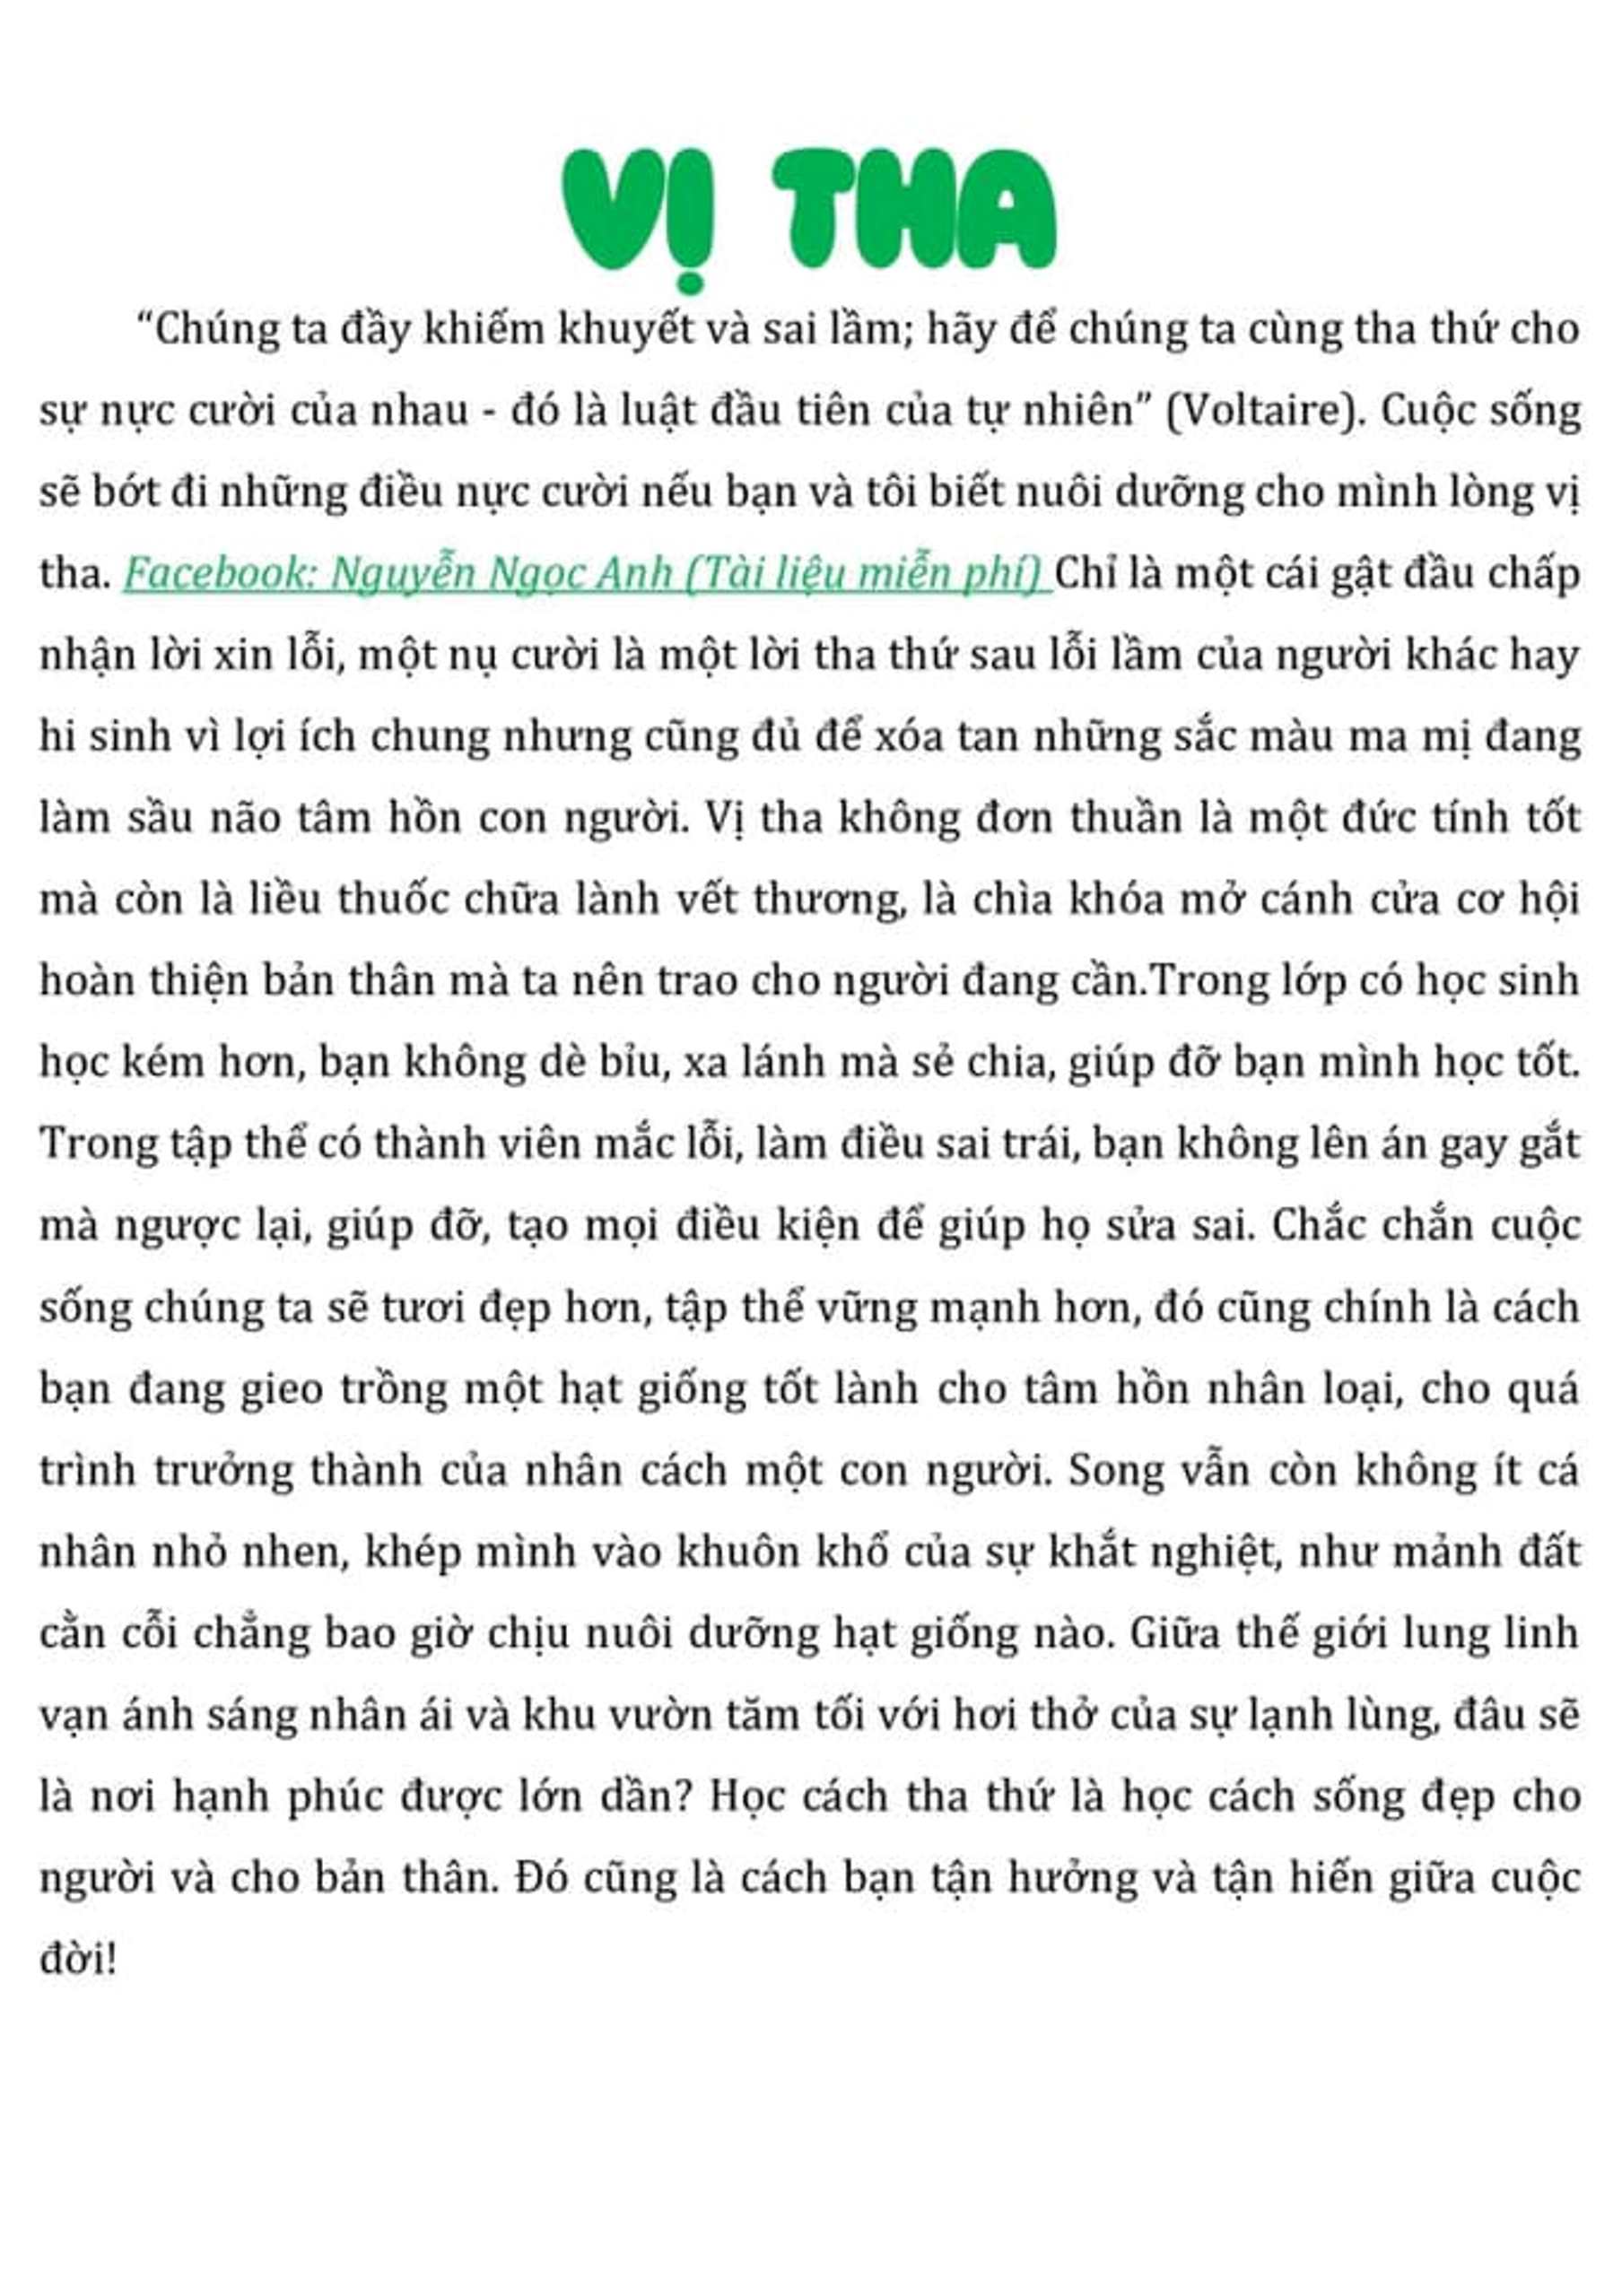 VỊ THA
“Chúng ta đầy khiếm khuyết và sai lầm; hãy để chúng ta cùng tha thứ cho
sự nực cười của nhau - đó là luật đầu tiên của tự nhiên” (Voltaire). Cuộc sống
sẽ bớt đi những điều nực cười nếu bạn và tôi biết nuôi dưỡng cho mình lòng vị
tha. Facebook: Nguyễn Ngọc Anh (Tài liệu miễn phí) Chỉ là một cái gật đầu chấp
nhận lời xin lỗi, một nụ cười là một lời tha thứ sau lỗi lầm của người khác hay
hi sinh vì lợi ích chung nhưng cũng đủ để xóa tan những sắc màu ma mị đang
làm sầu não tâm hồn con người. Vị tha không đơn thuần là một đức tính tốt
mà còn là liều thuốc chữa lành vết thương, là chìa khóa mở cánh cửa cơ hội
hoàn thiện bản thân mà ta nên trao cho người đang cần.Trong lớp có học sinh
học kém hơn, bạn không dè bỉu, xa lánh mà sẻ chia, giúp đỡ bạn mình học tốt.
Trong tập thể có thành viên mắc lỗi, làm điều sai trái, bạn không lên án gay gắt
mà ngược lại, giúp đỡ, tạo mọi điều kiện để giúp họ sửa sai. Chắc chắn cuộc
sống chúng ta sẽ tươi đẹp hơn, tập thể vững mạnh hơn, đó cũng chính là cách
bạn đang gieo trồng một hạt giống tốt lành cho tâm hồn nhân loại, cho quá
trình trưởng thành của nhân cách một con người. Song vẫn còn không ít cá
nhân nhỏ nhen, khép mình vào khuôn khổ của sự khắt nghiệt, như mảnh đất
cằn cỗi chẳng bao giờ chịu nuôi dưỡng hạt giống nào. Giữa thế giới lung linh
vạn ánh sáng nhân ái và khu vườn tăm tối với hơi thở của sự lạnh lùng, đâu sẽ
là nơi hạnh phúc được lớn dần? Học cách tha thứ là học cách sống đẹp cho
người và cho bản thân. Đó cũng là cách bạn tận hưởng và tận hiến giữa cuộc
đời!